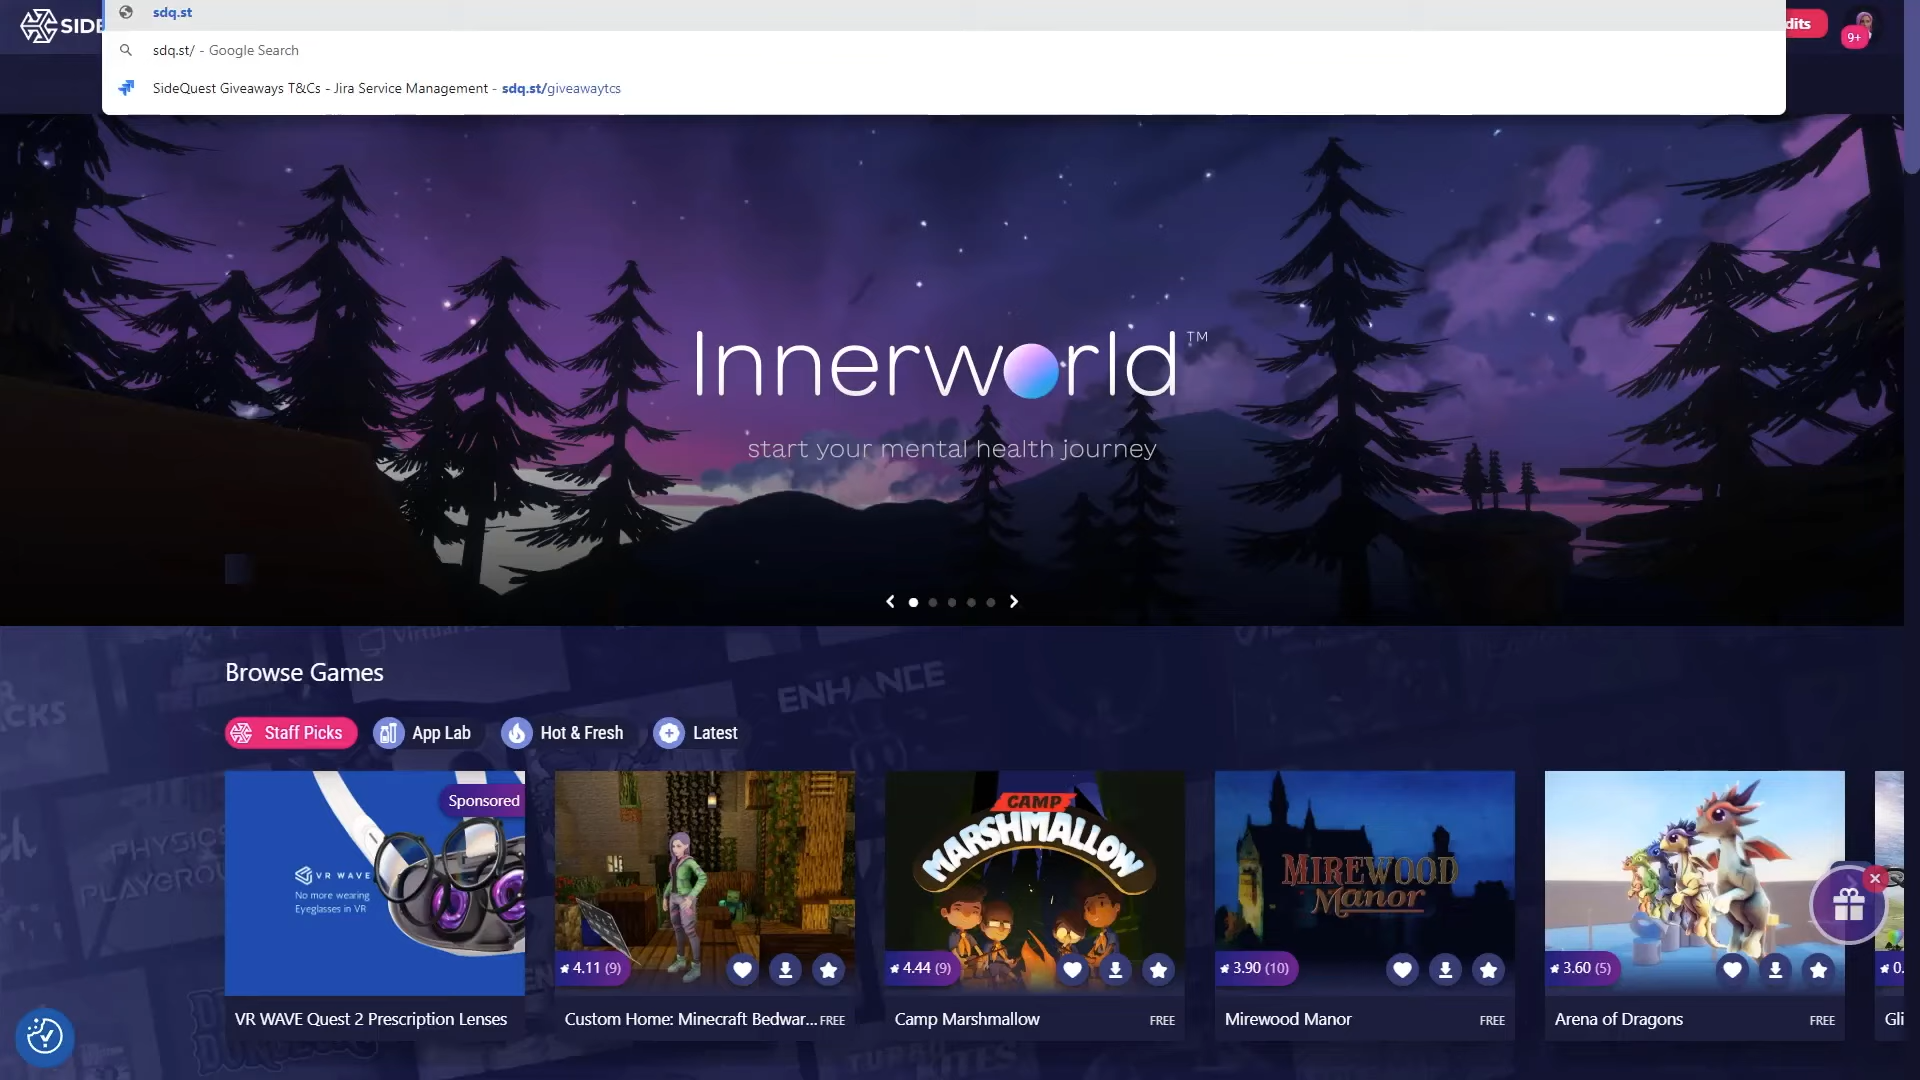 SIDE
sdq.st
sdq.st/ - Google Search
SideQuest Giveaways T&Cs - Jira Service Management - sdq.st/giveawaytcs
dits
9+
Innerworld™
start your mental health journey
ENHANCE
PHYSICS
PLAYGROU
Browse Games
Staff Picks
App Lab
Hot & Fresh
Latest
Sponsored
VR WAVE
No more wearing
Eyeglasses in VR
CAMP
MARSHMALLOW
MIREWOOD
Manor
4.11 (9)
4.44 (9)
3.90 (10)
3.60 (5)
0.
VR WAVE Quest 2 Prescription Lenses
Custom Home: Minecraft Bedwar... FREE
Camp Marshmallow FREE
Mirewood Manor FREE
Arena of Dragons FREE
Gli